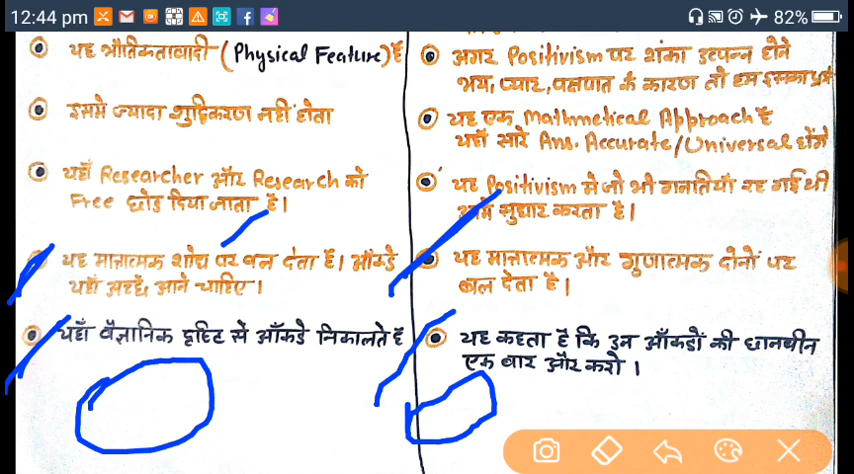 12:44 pm
82%
यह भौतिकतावादी (Physical Feature) है
इसमें ज्यादा शुद्धिकरण नहीं होता
यहाँ Researcher और Research को
Free छोड़ दिया जाता है।
यह मात्रात्मक शोध पर बल देता है। आँकड़े
यहाँ अच्छे आने चाहिए।
यहाँ वैज्ञानिक दृष्टि से आँकड़े निकालते है
अगर Positivism पर शंका उत्पन्न होने
भय, प्यार, पक्षपात के कारण तो हम इसका
यह एक Mathmetical Approach है
यहाँ सारे Ans. Accurate/Universal होंगे
यह Positivism में जो भी गलतियाँ रह गई थी
सुधार करता है।
यह मात्रात्मक और गुणात्मक दोनों पर
बल देता है।
यह कहता है कि उन आँकड़ों की छानबीन
एक बार और करो।